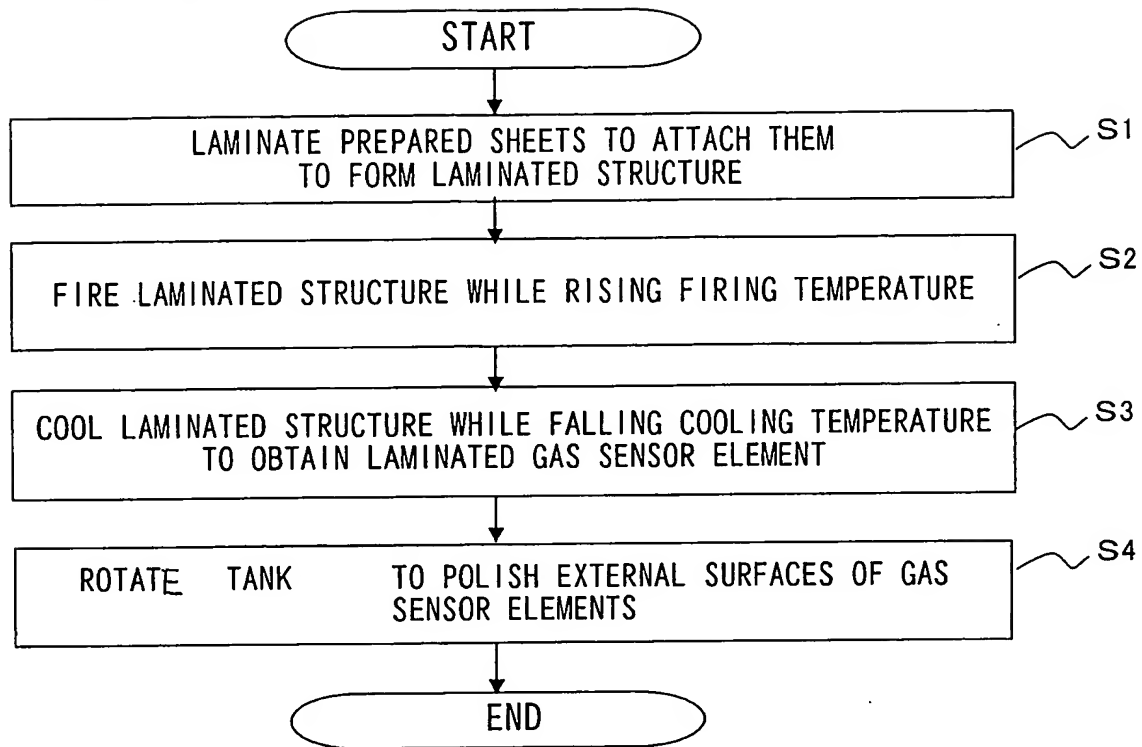 START
LAMINATE PREPARED SHEETS TO ATTACH THEM
TO FORM LAMINATED STRUCTURE
S1
FIRE LAMINATED STRUCTURE WHILE RISING FIRING TEMPERATURE
S2
COOL LAMINATED STRUCTURE WHILE FALLING COOLING TEMPERATURE
TO OBTAIN LAMINATED GAS SENSOR ELEMENT
S3
ROTATE TANK TO POLISH EXTERNAL SURFACES OF GAS
SENSOR ELEMENTS
S4
END